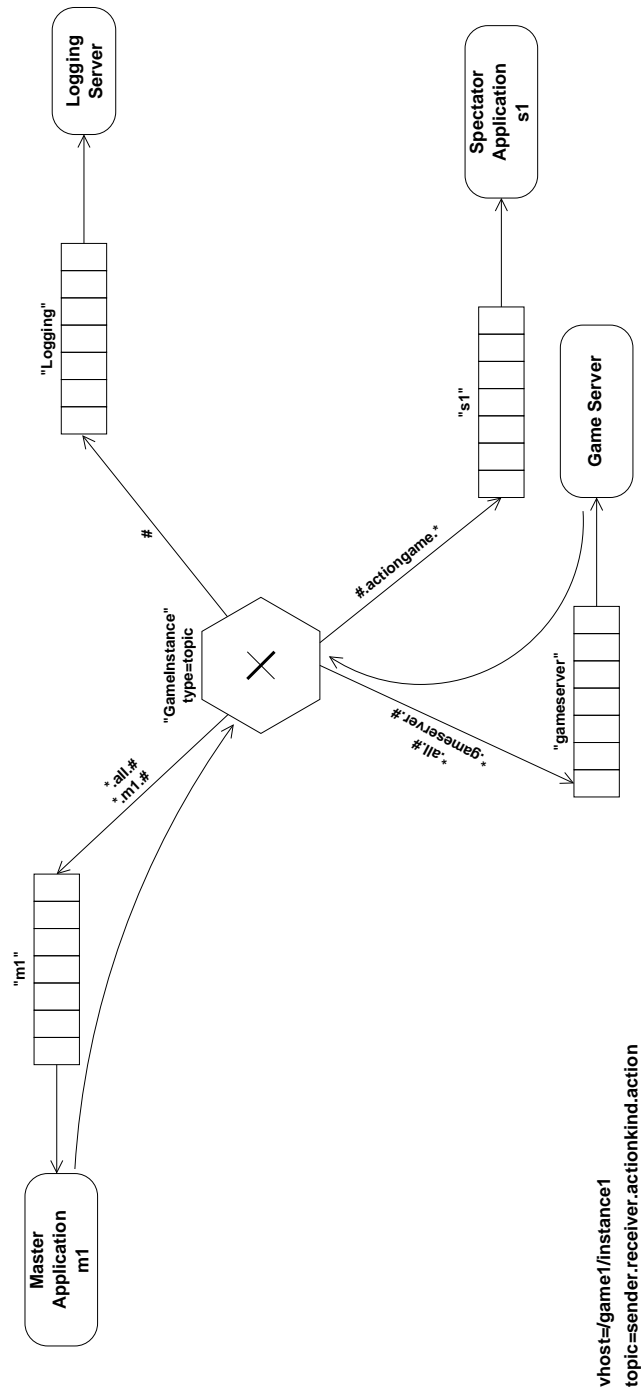 Logging
Server
"Logging"
#
Spectator
Application
s1
"s1"
#.actiongame.*
Game Server
"gameserver"
*.gameserver.#
*.all.#
"GameInstance"
type=topic
*.all.#
*.m1.#
"m1"
Master
Application
m1
vhost=/game1/instance1
topic=sender.receiver.actionkind.action